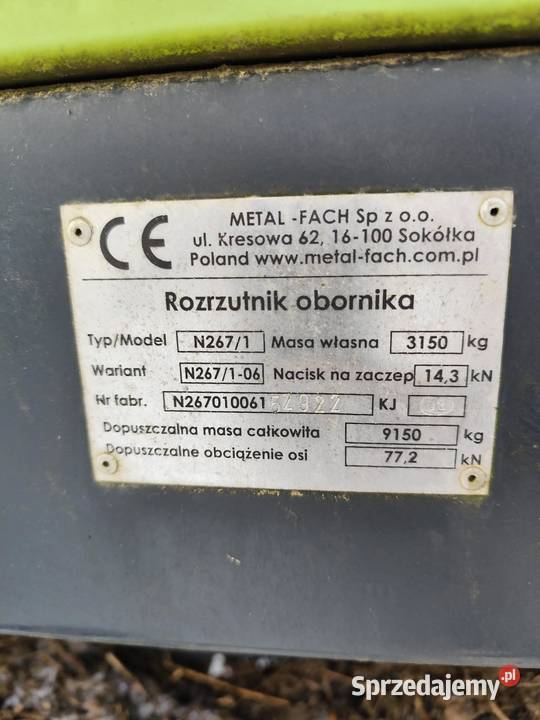 CE
METAL -FACH Sp z o.o.
ul. Kresowa 62, 16-100 Sokółka
Poland www.metal-fach.com.pl
Rozrzutnik obornika
Typ/Model N267/1 Masa własna 3150 kg
Wariant N267/1-06 Nacisk na zaczep 14,3 kN
Nr fabr. N267010061 KJ
Dopuszczalna masa całkowita 9150 kg
Dopuszczalne obciążenie osi 77,2 kN
Sprzedajemy.pl